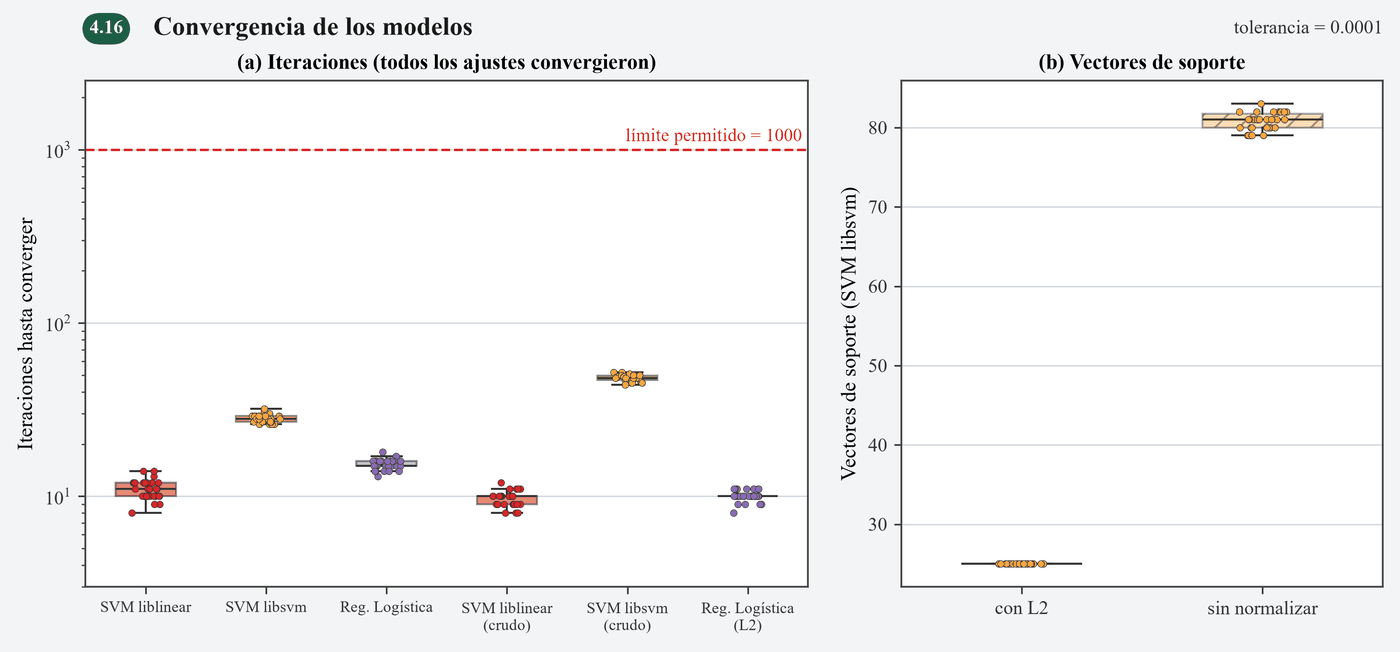 4.16 Convergencia de los modelos
tolerancia = 0.0001
(a) Iteraciones (todos los ajustes convergieron)
Iteraciones hasta converger
10³
10²
10¹
límite permitido = 1000
SVM liblinear
SVM libsvm
Reg. Logística
SVM liblinear
(crudo)
SVM libsvm
(crudo)
Reg. Logística
(L2)
(b) Vectores de soporte
Vectores de soporte (SVM libsvm)
80
70
60
50
40
30
con L2
sin normalizar